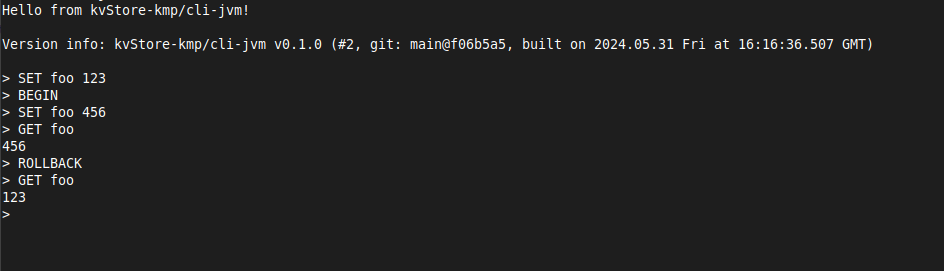 Hello from kvStore-kmp/cli-jvm!
Version info: kvStore-kmp/cli-jvm v0.1.0 (#2, git: main@f06b5a5, built on 2024.05.31 Fri at 16:16:36.507 GMT)
> SET foo 123
> BEGIN
> SET foo 456
> GET foo
456
> ROLLBACK
> GET foo
123
>